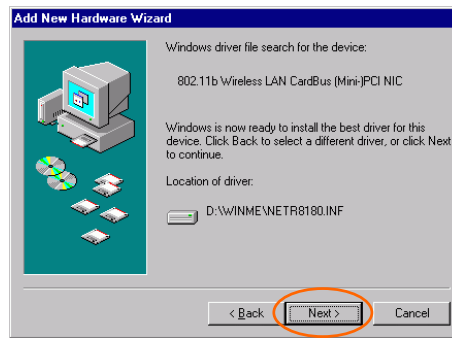 Add New Hardware Wizard
Windows driver file search for the device:
802.11b Wireless LAN CardBus (Mini-)PCI NIC
Windows is now ready to install the best driver for this
device. Click Back to select a different driver, or click Next
to continue.
Location of driver:
D:\WINME\NETR8180.INF
< Back
Next >
Cancel